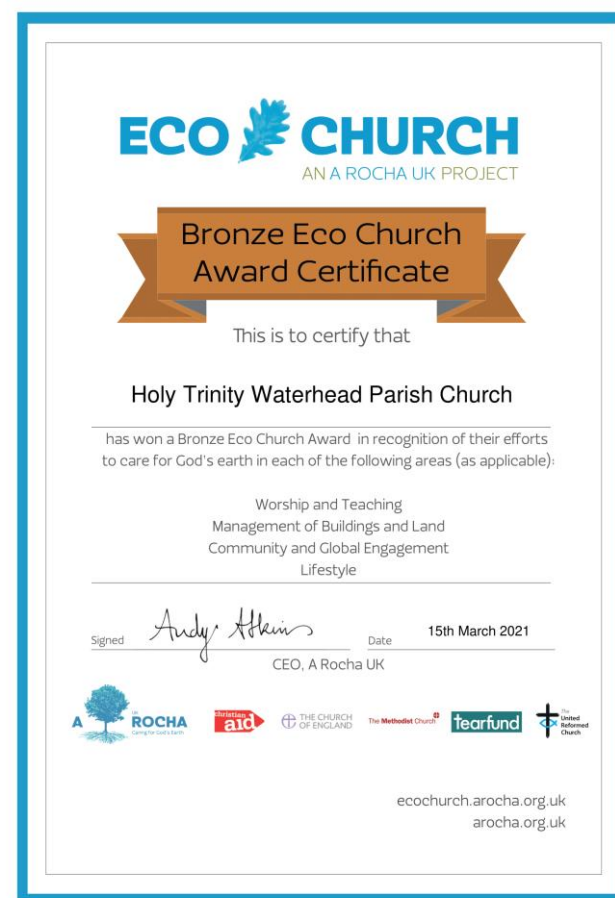 ECO CHURCH
AN A ROCHA UK PROJECT
Bronze Eco Church
Award Certificate
This is to certify that
Holy Trinity Waterhead Parish Church
has won a Bronze Eco Church Award in recognition of their efforts
to care for God's earth in each of the following areas (as applicable):
Worship and Teaching
Management of Buildings and Land
Community and Global Engagement
Lifestyle
Signed Andy Atkins Date 15th March 2021
CEO, A Rocha UK
A ROCHA UK
Caring for God's Earth
christian aid
THE CHURCH
OF ENGLAND
The Methodist Church
tearfund
The
United
Reformed
Church
ecochurch.arocha.org.uk
arocha.org.uk